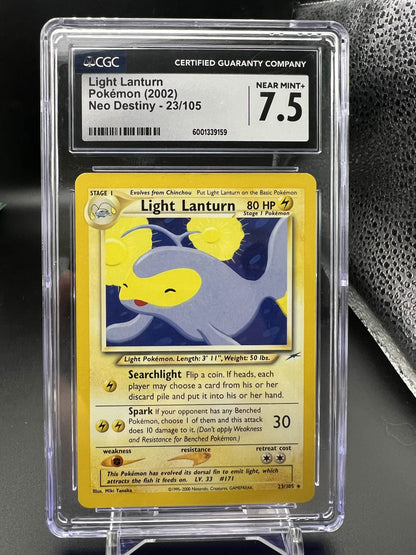 CGC
CERTIFIED GUARANTY COMPANY
Light Lanturn
Pokémon (2002)
Neo Destiny - 23/105
6001339159
NEAR MINT+
7.5
STAGE 1
Evolves from Chinchou
Put Light Lanturn on the Basic Pokémon
Light Lanturn 80 HP
Stage 1 Pokémon
Light Pokémon. Length: 3' 11", Weight: 50 lbs.
Searchlight Flip a coin. If heads, each
player may choose a card from his or her
discard pile and put it into his or her hand.
Spark If your opponent has any Benched
Pokémon, choose 1 of them and this attack
does 10 damage to it. (Don't apply Weakness
and Resistance for Benched Pokémon.)
30
weakness
resistance
retreat cost
This Pokémon has evolved its dorsal fin to emit light, which
attracts the fish it feeds on. LV. 33 #171
Illus. Miki Tanaka
©1995-2000 Nintendo, Creatures, GAMEFREAK.
23/105